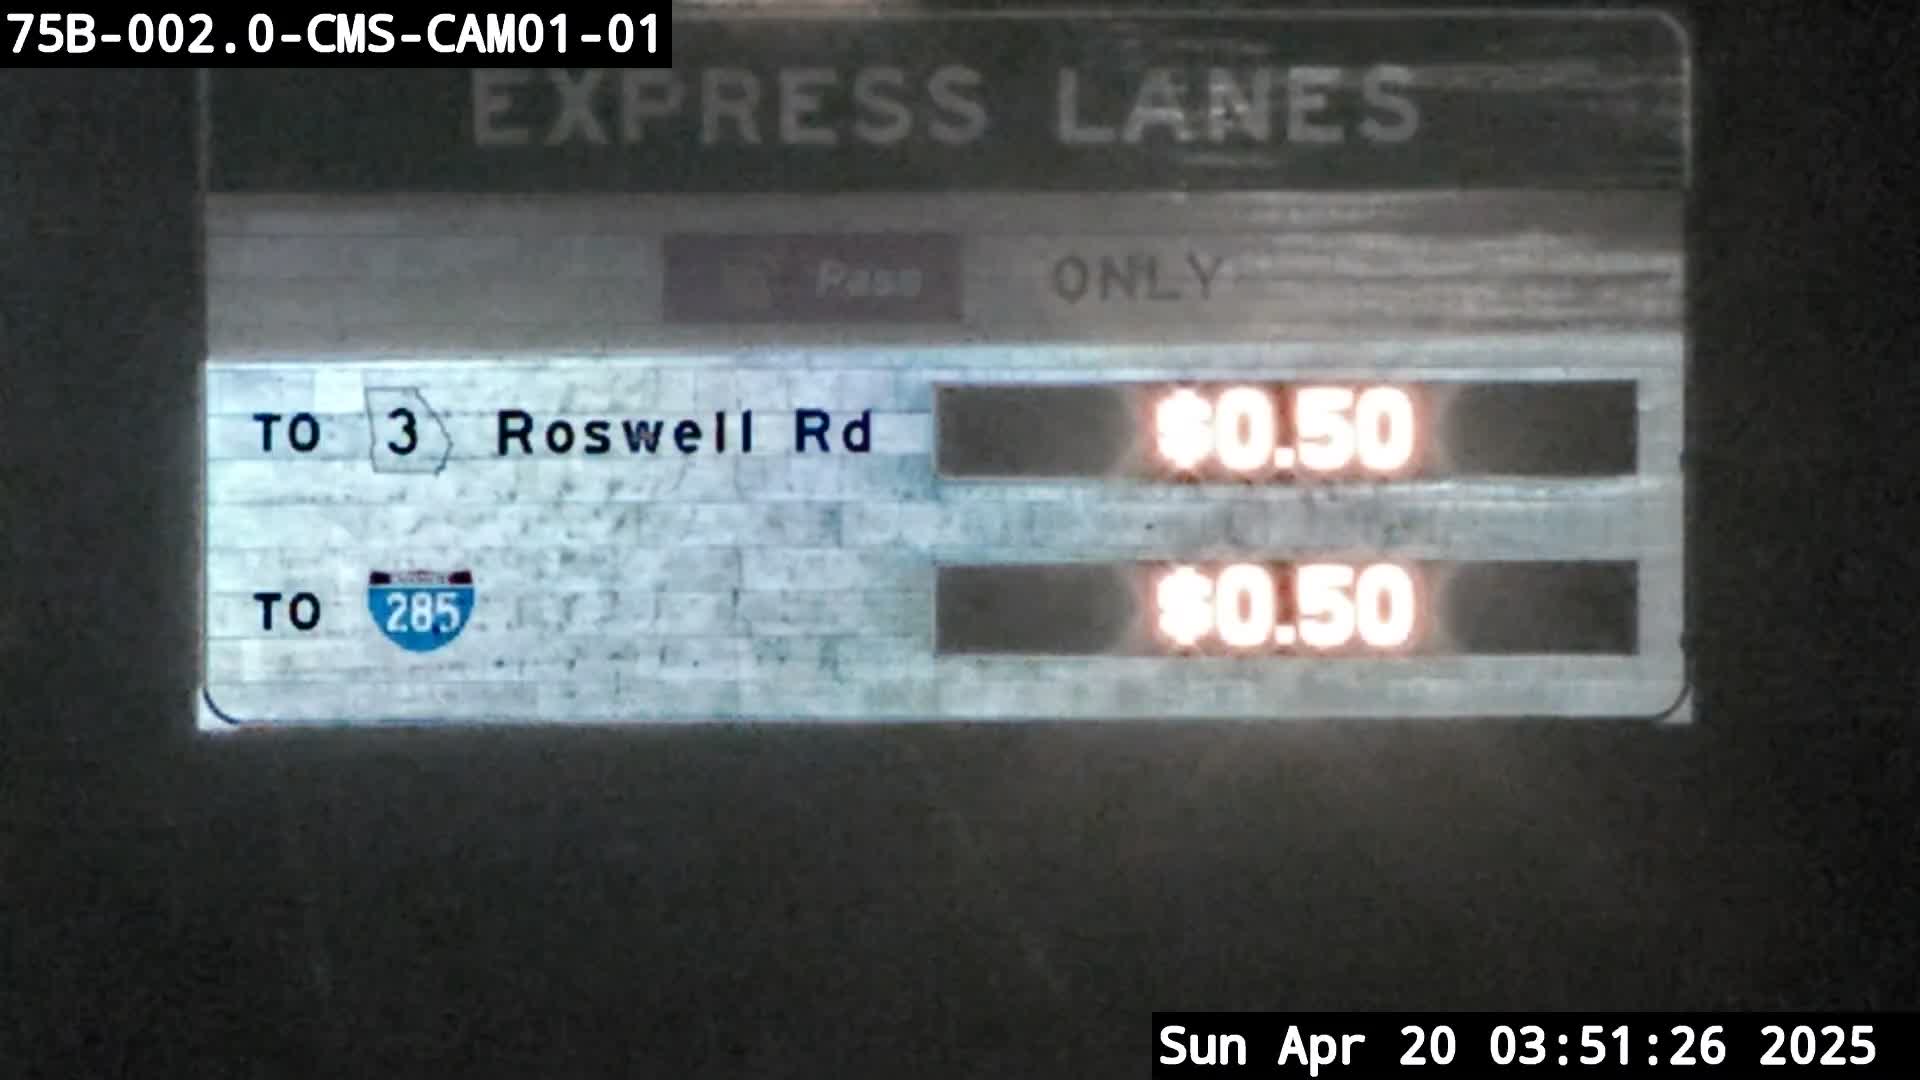 75B-002.0-CMS-CAM01-01
EXPRESS LANES
Pass ONLY
TO 3 Roswell Rd $0.50
TO 285 $0.50
Sun Apr 20 03:51:26 2025